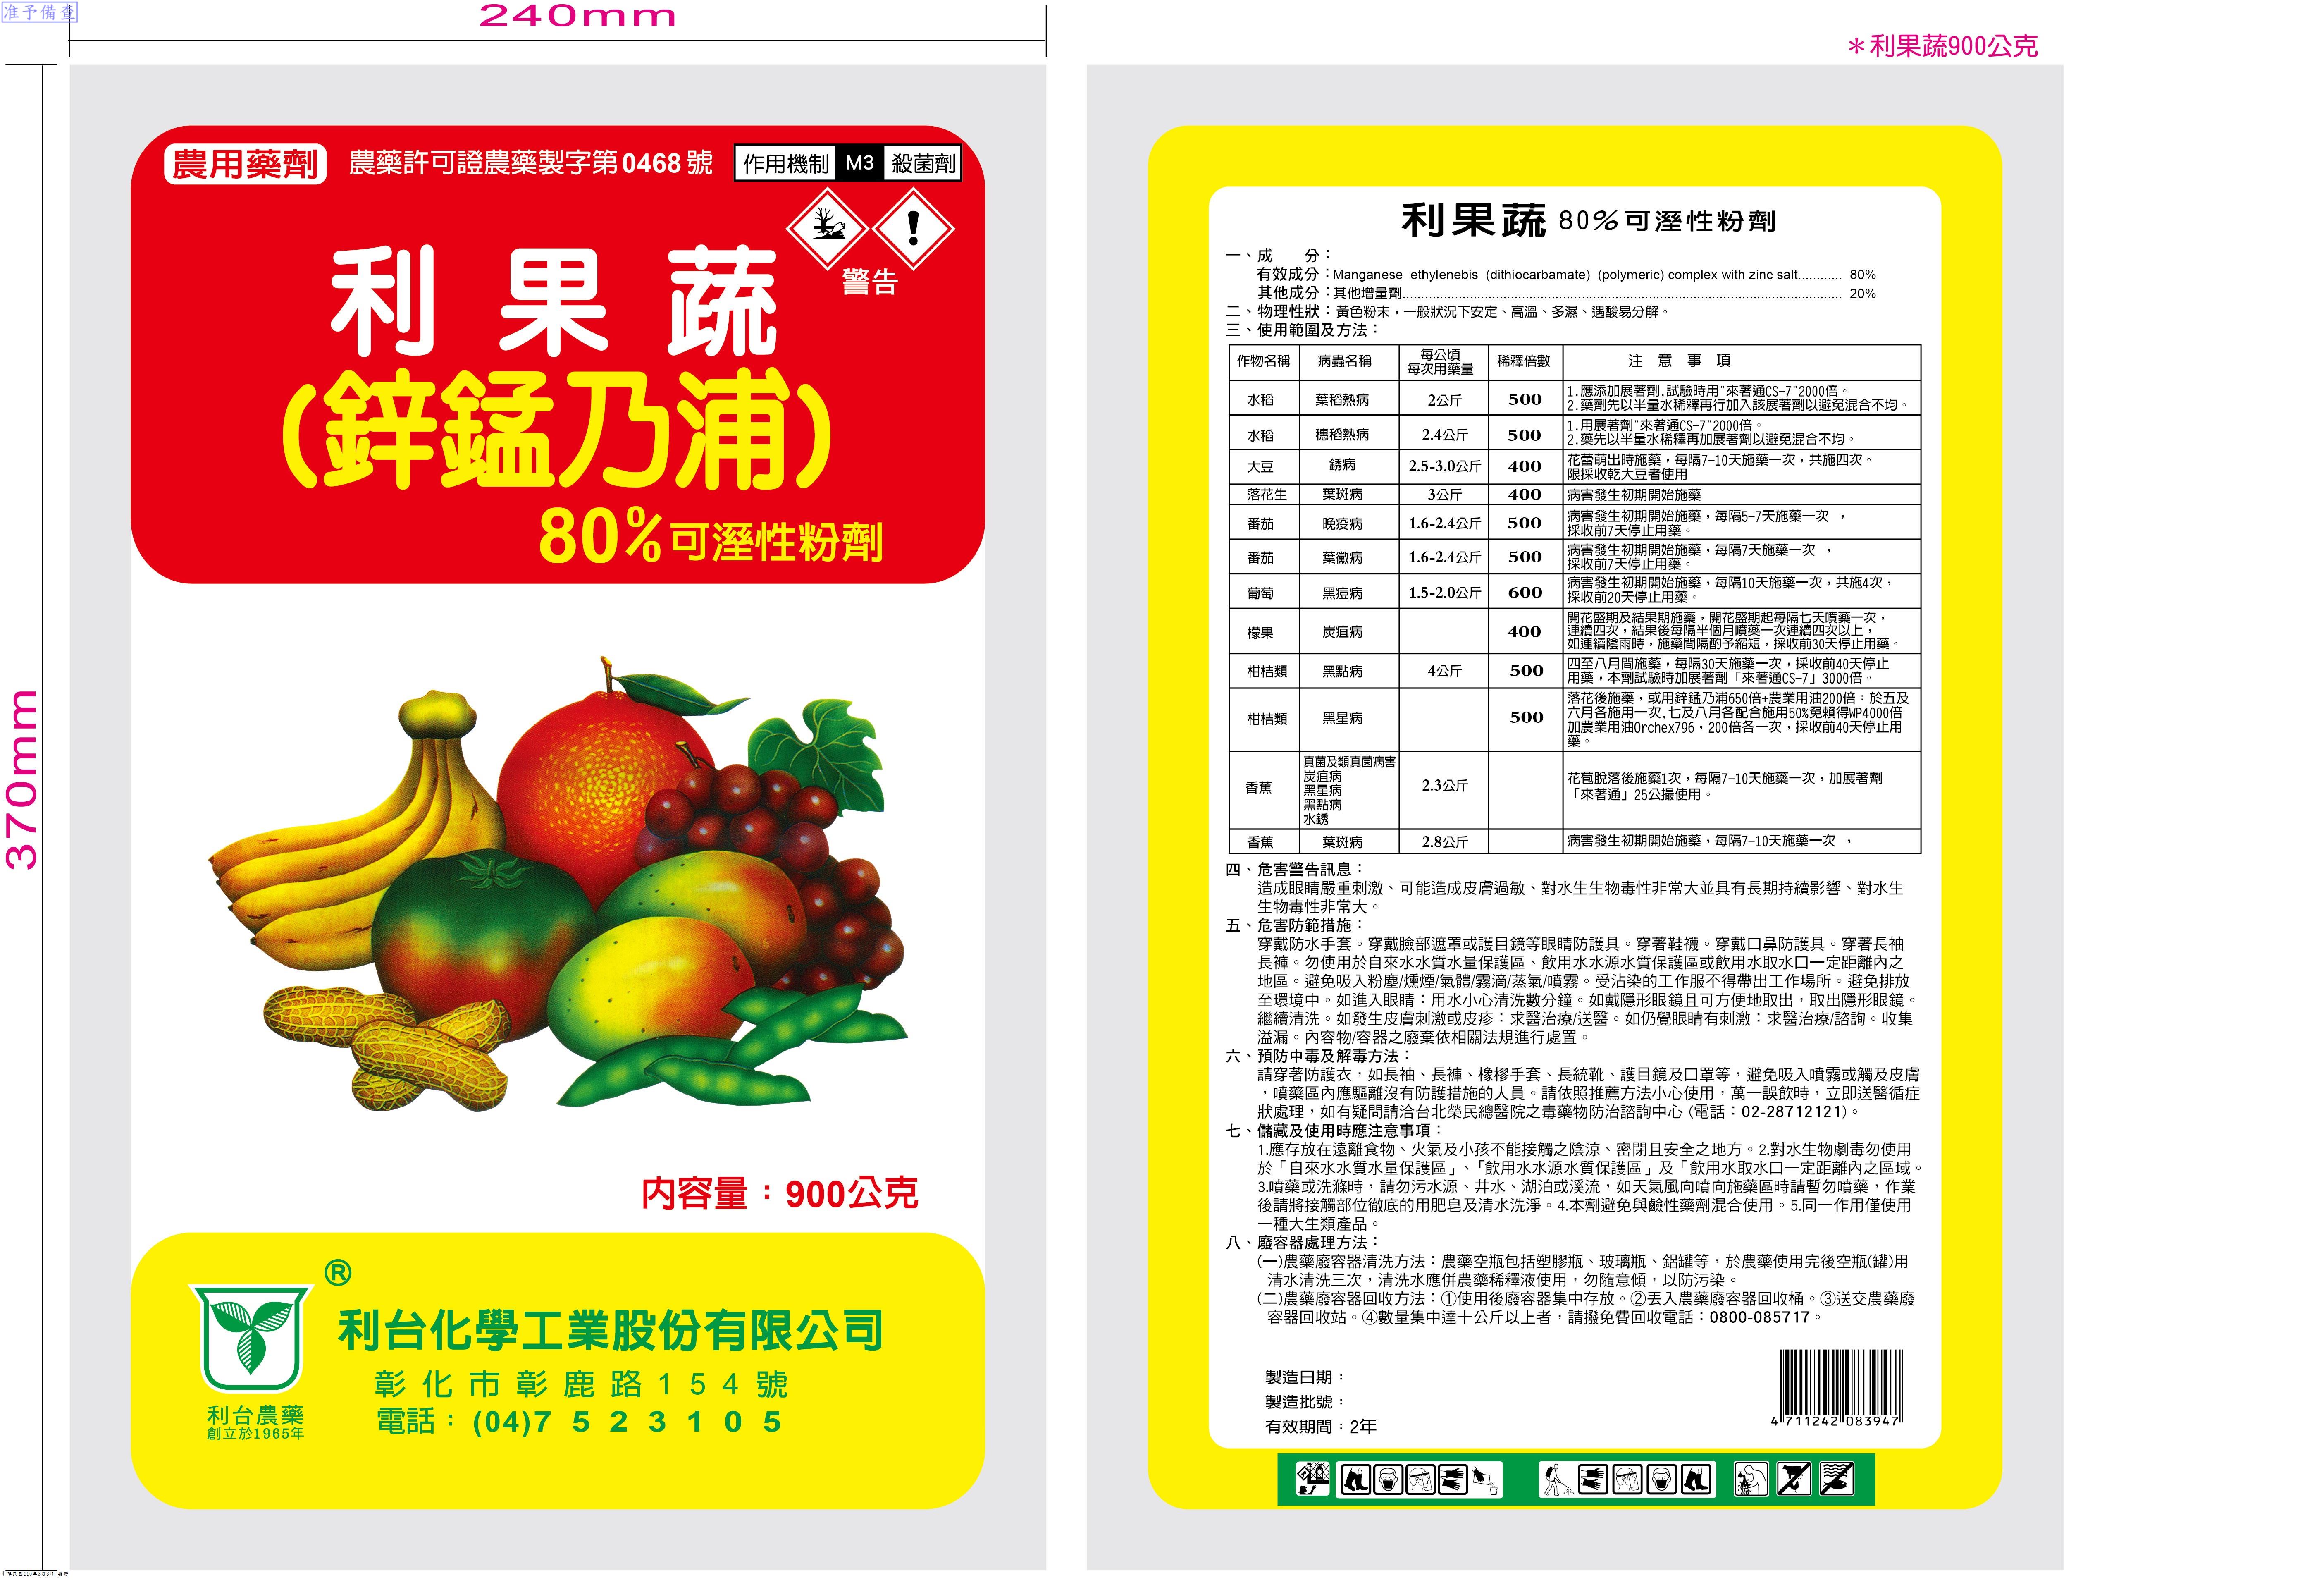 准予備查
240mm
370mm
＊利果蔬900公克
農用藥劑
農藥許可證農藥製字第0468號
作用機制 M3 殺菌劑
警告
利果蔬
(鋅錳乃浦)
80%可溼性粉劑
内容量：900公克
®
利台農藥
創立於1965年
利台化學工業股份有限公司
彰化市彰鹿路154號
電話：(04)7523105
利果蔬 80%可溼性粉劑
一、成　　分：
有效成分：Manganese ethylenebis (dithiocarbamate) (polymeric) complex with zinc salt........... 80%
其他成分：其他增量劑........................................ 20%
二、物理性狀：黃色粉末，一般狀況下安定、高溫、多濕、遇酸易分解。
三、使用範圍及方法：
作物名稱 病蟲名稱 每公頃每次用藥量 稀釋倍數 注意事項
水稻 葉稻熱病 2公斤 500 1.應添加展著劑,試驗時用"來著通CS-7"2000倍。
2.藥劑先以半量水稀釋再行加入該展著劑以避免混合不均。
水稻 穗稻熱病 2.4公斤 500 1.用展著劑"來著通CS-7"2000倍。
2.藥先以半量水稀釋再加展著劑以避免混合不均。
大豆 銹病 2.5-3.0公斤 400 花蕾萌出時施藥，每隔7-10天施藥一次，共施四次。
限採收乾大豆者使用
落花生 葉斑病 3公斤 400 病害發生初期開始施藥
番茄 晚疫病 1.6-2.4公斤 500 病害發生初期開始施藥，每隔5-7天施藥一次 ，
採收前7天停止用藥。
番茄 葉黴病 1.6-2.4公斤 500 病害發生初期開始施藥，每隔7天施藥一次 ，
採收前7天停止用藥。
葡萄 黑痘病 1.5-2.0公斤 600 病害發生初期開始施藥，每隔10天施藥一次，共施4次，
採收前20天停止用藥。
檬果 炭疽病 400 開花盛期及結果期施藥，開花盛期起每隔七天噴藥一次，
連續四次，結果後每隔半個月噴藥一次連續四次以上，
如連續陰雨時，施藥間隔酌予縮短，採收前30天停止用藥。
柑桔類 黑點病 4公斤 500 四至八月間施藥，每隔30天施藥一次，採收前40天停止
用藥，本劑試驗時加展著劑「來著通CS-7」3000倍。
柑桔類 黑星病 500 落花後施藥，或用鋅錳乃浦650倍+農業用油200倍：於五及
六月各施用一次,七及八月各配合施用50%免賴得WP4000倍
加農業用油Orchex796，200倍各一次，採收前40天停止用
藥。
香蕉 真菌及類真菌病害
炭疽病
黑星病
黑點病
水銹
2.3公斤 花苞脫落後施藥1次，每隔7-10天施藥一次，加展著劑
「來著通」25公撮使用。
香蕉 葉斑病 2.8公斤 病害發生初期開始施藥，每隔7-10天施藥一次 ，
四、危害警告訊息：
造成眼睛嚴重刺激、可能造成皮膚過敏、對水生生物毒性非常大並具有長期持續影響、對水生
生物毒性非常大。
五、危害防範措施：
穿戴防水手套。穿戴臉部遮罩或護目鏡等眼睛防護具。穿著鞋襪。穿戴口鼻防護具。穿著長袖
長褲。勿使用於自來水水質水量保護區、飲用水水源水質保護區或飲用水取水口一定距離內之
地區。避免吸入粉塵/燻煙/氣體/霧滴/蒸氣/噴霧。受沾染的工作服不得帶出工作場所。避免排放
至環境中。如進入眼睛：用水小心清洗數分鐘。如戴隱形眼鏡且可方便地取出，取出隱形眼鏡。
繼續清洗。如發生皮膚刺激或皮疹：求醫治療/送醫。如仍覺眼睛有刺激：求醫治療/諮詢。收集
溢漏。內容物/容器之廢棄依相關法規進行處置。
六、預防中毒及解毒方法：
請穿著防護衣，如長袖、長褲、橡膠手套、長統靴、護目鏡及口罩等，避免吸入噴霧或觸及皮膚
，噴藥區內應驅離沒有防護措施的人員。請依照推薦方法小心使用，萬一誤飲時，立即送醫循症
狀處理，如有疑問請洽台北榮民總醫院之毒藥物防治諮詢中心 (電話：02-28712121)。
七、儲藏及使用時應注意事項：
1.應存放在遠離食物、火氣及小孩不能接觸之陰涼、密閉且安全之地方。2.對水生物劇毒勿使用
於「自來水水質水量保護區」、「飲用水水源水質保護區」及「飲用水取水口一定距離內之區域。
3.噴藥或洗滌時，請勿污水源、井水、湖泊或溪流，如天氣風向噴向施藥區時請暫勿噴藥，作業
後請將接觸部位徹底的用肥皂及清水洗淨。4.本劑避免與鹼性藥劑混合使用。5.同一作用僅使用
一種大生類產品。
八、廢容器處理方法：
(一)農藥廢容器清洗方法：農藥空瓶包括塑膠瓶、玻璃瓶、鋁罐等，於農藥使用完後空瓶(罐)用
清水清洗三次，清洗水應併農藥稀釋液使用，勿隨意傾，以防污染。
(二)農藥廢容器回收方法：①使用後廢容器集中存放。②丟入農藥廢容器回收桶。③送交農藥廢
容器回收站。④數量集中達十公斤以上者，請撥免費回收電話：0800-085717。
製造日期：
製造批號：
有效期間：2年
4 711242 083947